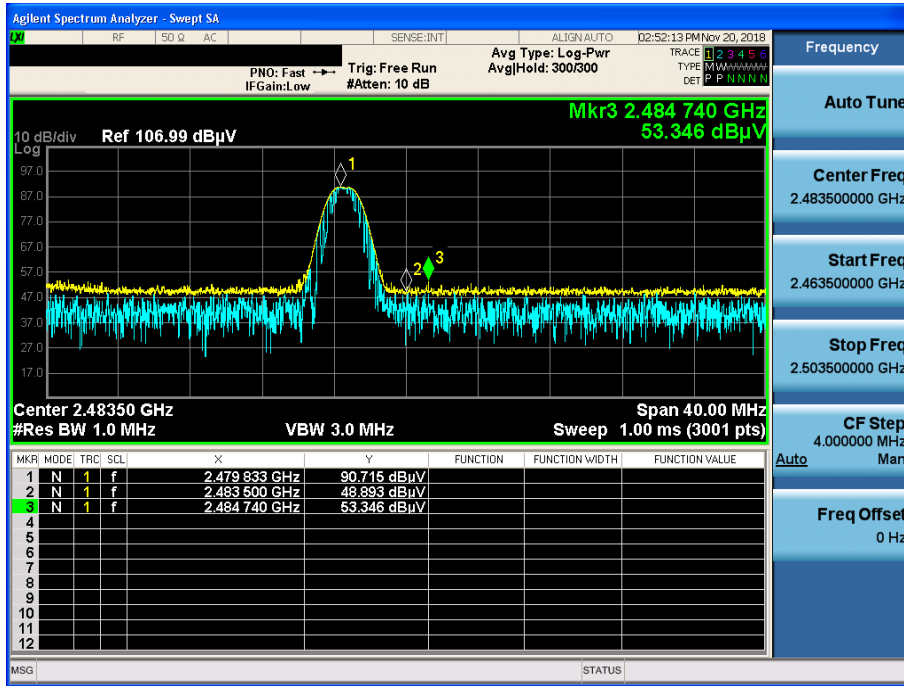 Agilent Spectrum Analyzer - Swept SA
LXI RF 50 Ω AC SENSE:INT ALIGN AUTO 02:52:13 PM Nov 20, 2018
PNO: Fast
IFGain:Low
Trig: Free Run
#Atten: 10 dB
Avg Type: Log-Pwr
Avg|Hold: 300/300
TRACE 1 2 3 4 5 6
TYPE M W W W W W
DET P P N N N N
Mkr3 2.484 740 GHz
53.346 dBµV
10 dB/div Ref 106.99 dBµV
Log
97.0
87.0
77.0
67.0
57.0
47.0
37.0
27.0
17.0
1
2
3
Center 2.48350 GHz Span 40.00 MHz
#Res BW 1.0 MHz VBW 3.0 MHz Sweep 1.00 ms (3001 pts)
MKR MODE TRC SCL X Y FUNCTION FUNCTION WIDTH FUNCTION VALUE
1 N 1 f 2.479 833 GHz 90.715 dBµV
2 N 1 f 2.483 500 GHz 48.893 dBµV
3 N 1 f 2.484 740 GHz 53.346 dBµV
4
5
6
7
8
9
10
11
12
MSG STATUS
Frequency
Auto Tune
Center Freq
2.483500000 GHz
Start Freq
2.463500000 GHz
Stop Freq
2.503500000 GHz
CF Step
4.000000 MHz
Auto Man
Freq Offset
0 Hz